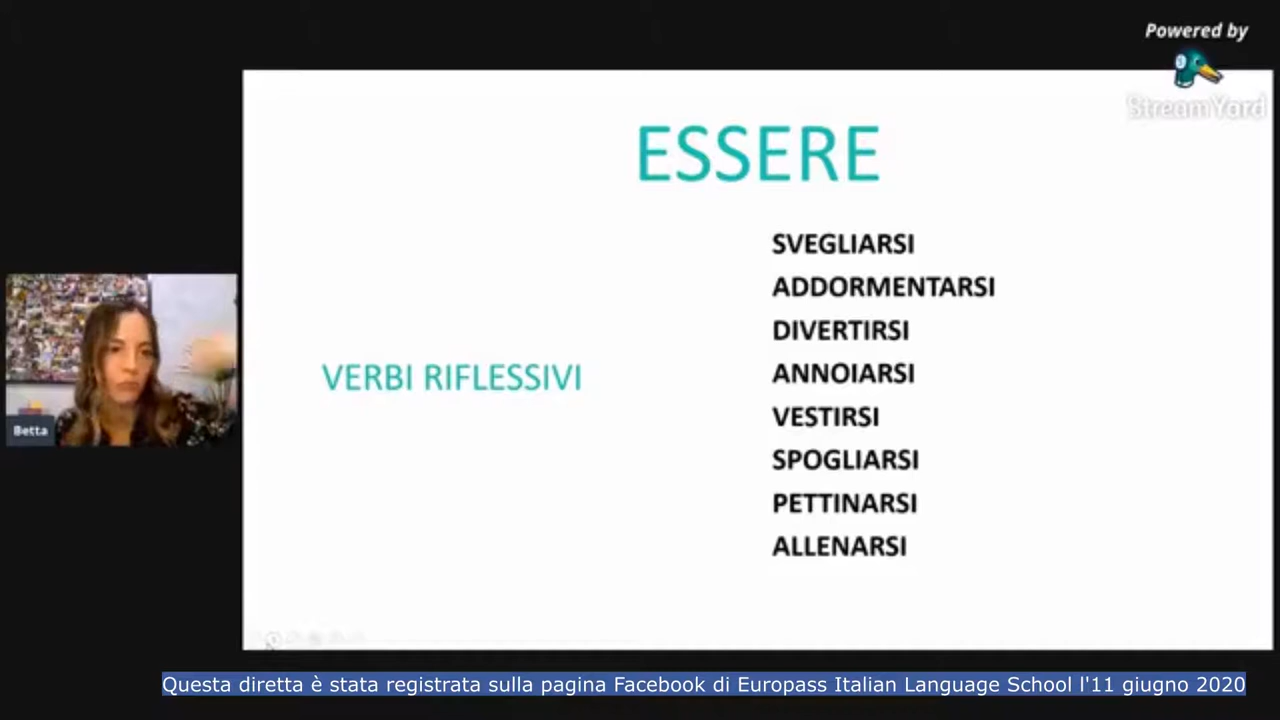 Powered by
StreamYard
ESSERE
SVEGLIARSI
ADDORMENTARSI
DIVERTIRSI
ANNOIARSI
VERBI RIFLESSIVI
VESTIRSI
SPOGLIARSI
PETTINARSI
ALLENARSI
Betta
Questa diretta è stata registrata sulla pagina Facebook di Europass Italian Language School l'11 giugno 2020